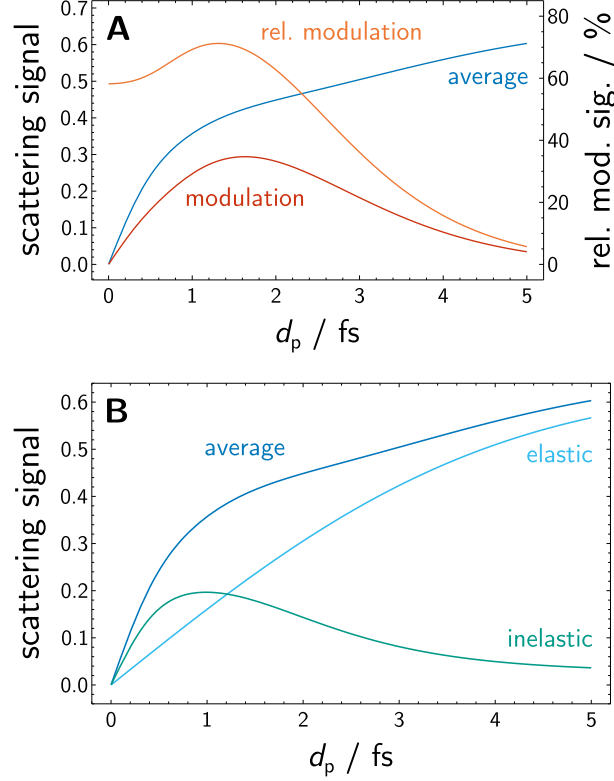 A
rel. modulation
average
modulation
scattering signal
rel. mod. sig. / %
0.7
0.6
0.5
0.4
0.3
0.2
0.1
0.0
80
60
40
20
0
0 1 2 3 4 5
dp / fs
B
average
elastic
inelastic
scattering signal
0.6
0.5
0.4
0.3
0.2
0.1
0.0
0 1 2 3 4 5
dp / fs